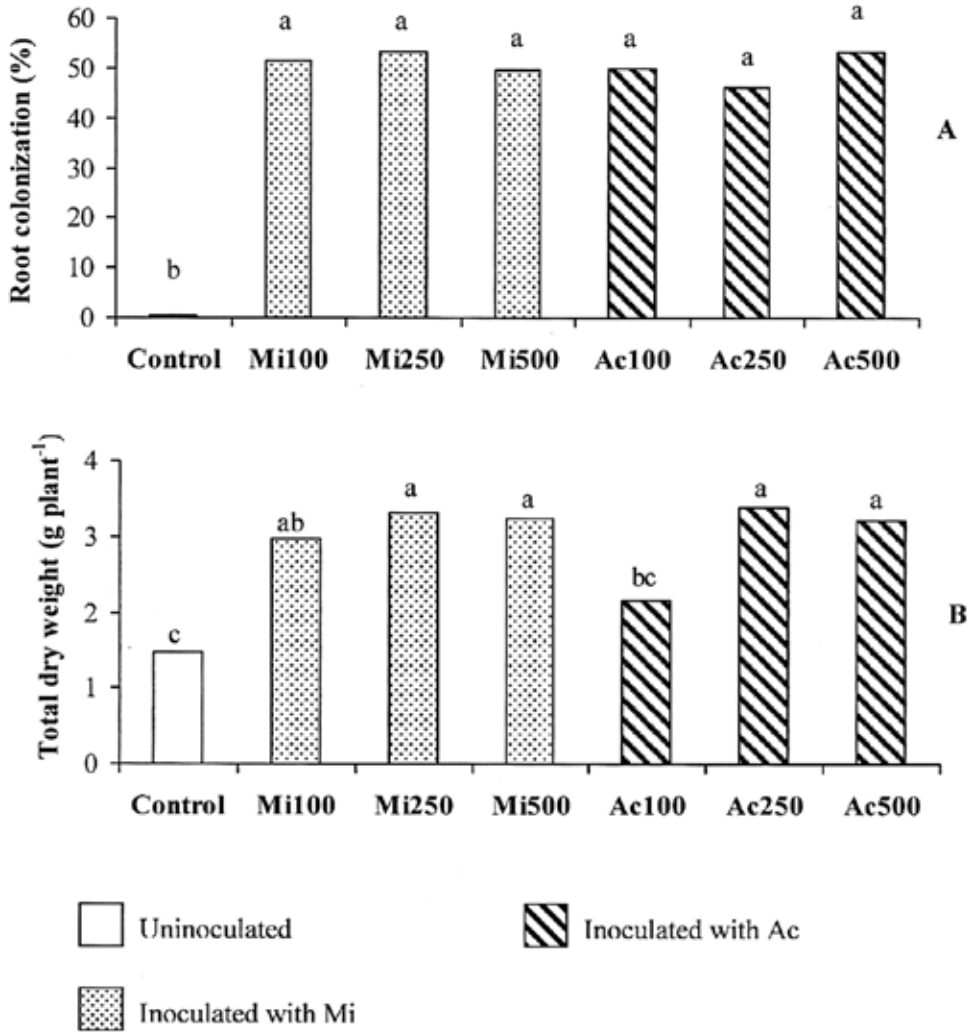 60
50
40
30
20
10
0
Root colonization (%)
b
a
a
a
a
a
a
A
Control Mi100 Mi250 Mi500 Ac100 Ac250 Ac500
4
3
2
1
0
Total dry weight (g plant⁻¹)
c
ab
a
a
bc
a
a
B
Control Mi100 Mi250 Mi500 Ac100 Ac250 Ac500
Uninoculated
Inoculated with Ac
Inoculated with Mi